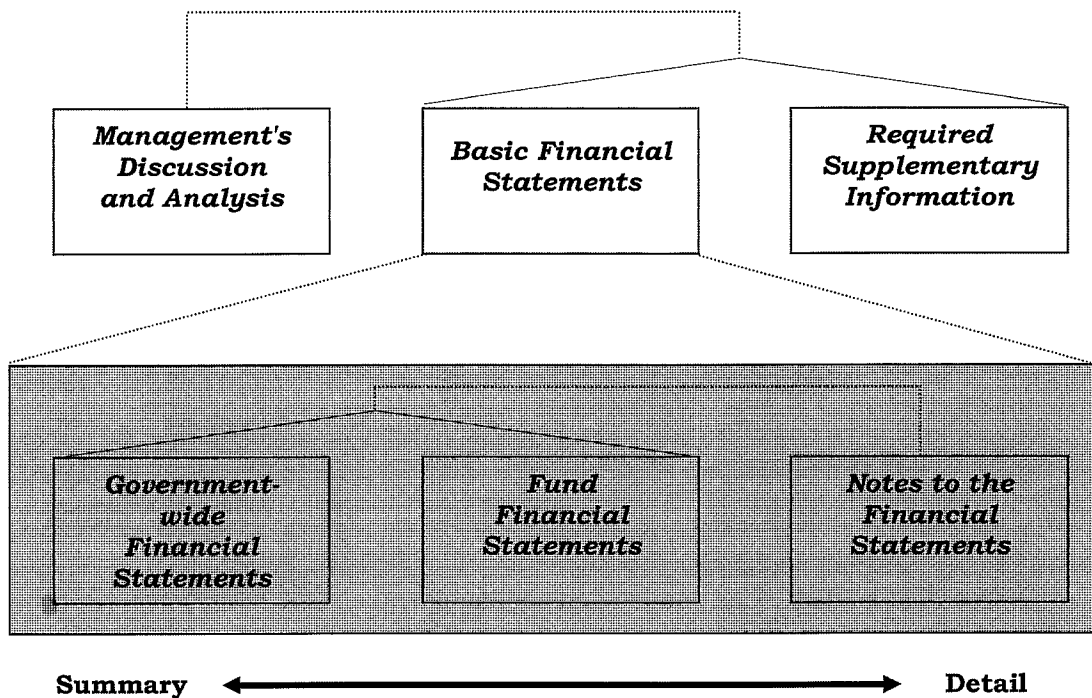 Management's
Discussion
and Analysis
Basic Financial
Statements
Required
Supplementary
Information
Government-
wide
Financial
Statements
Fund
Financial
Statements
Notes to the
Financial
Statements
Summary
Detail